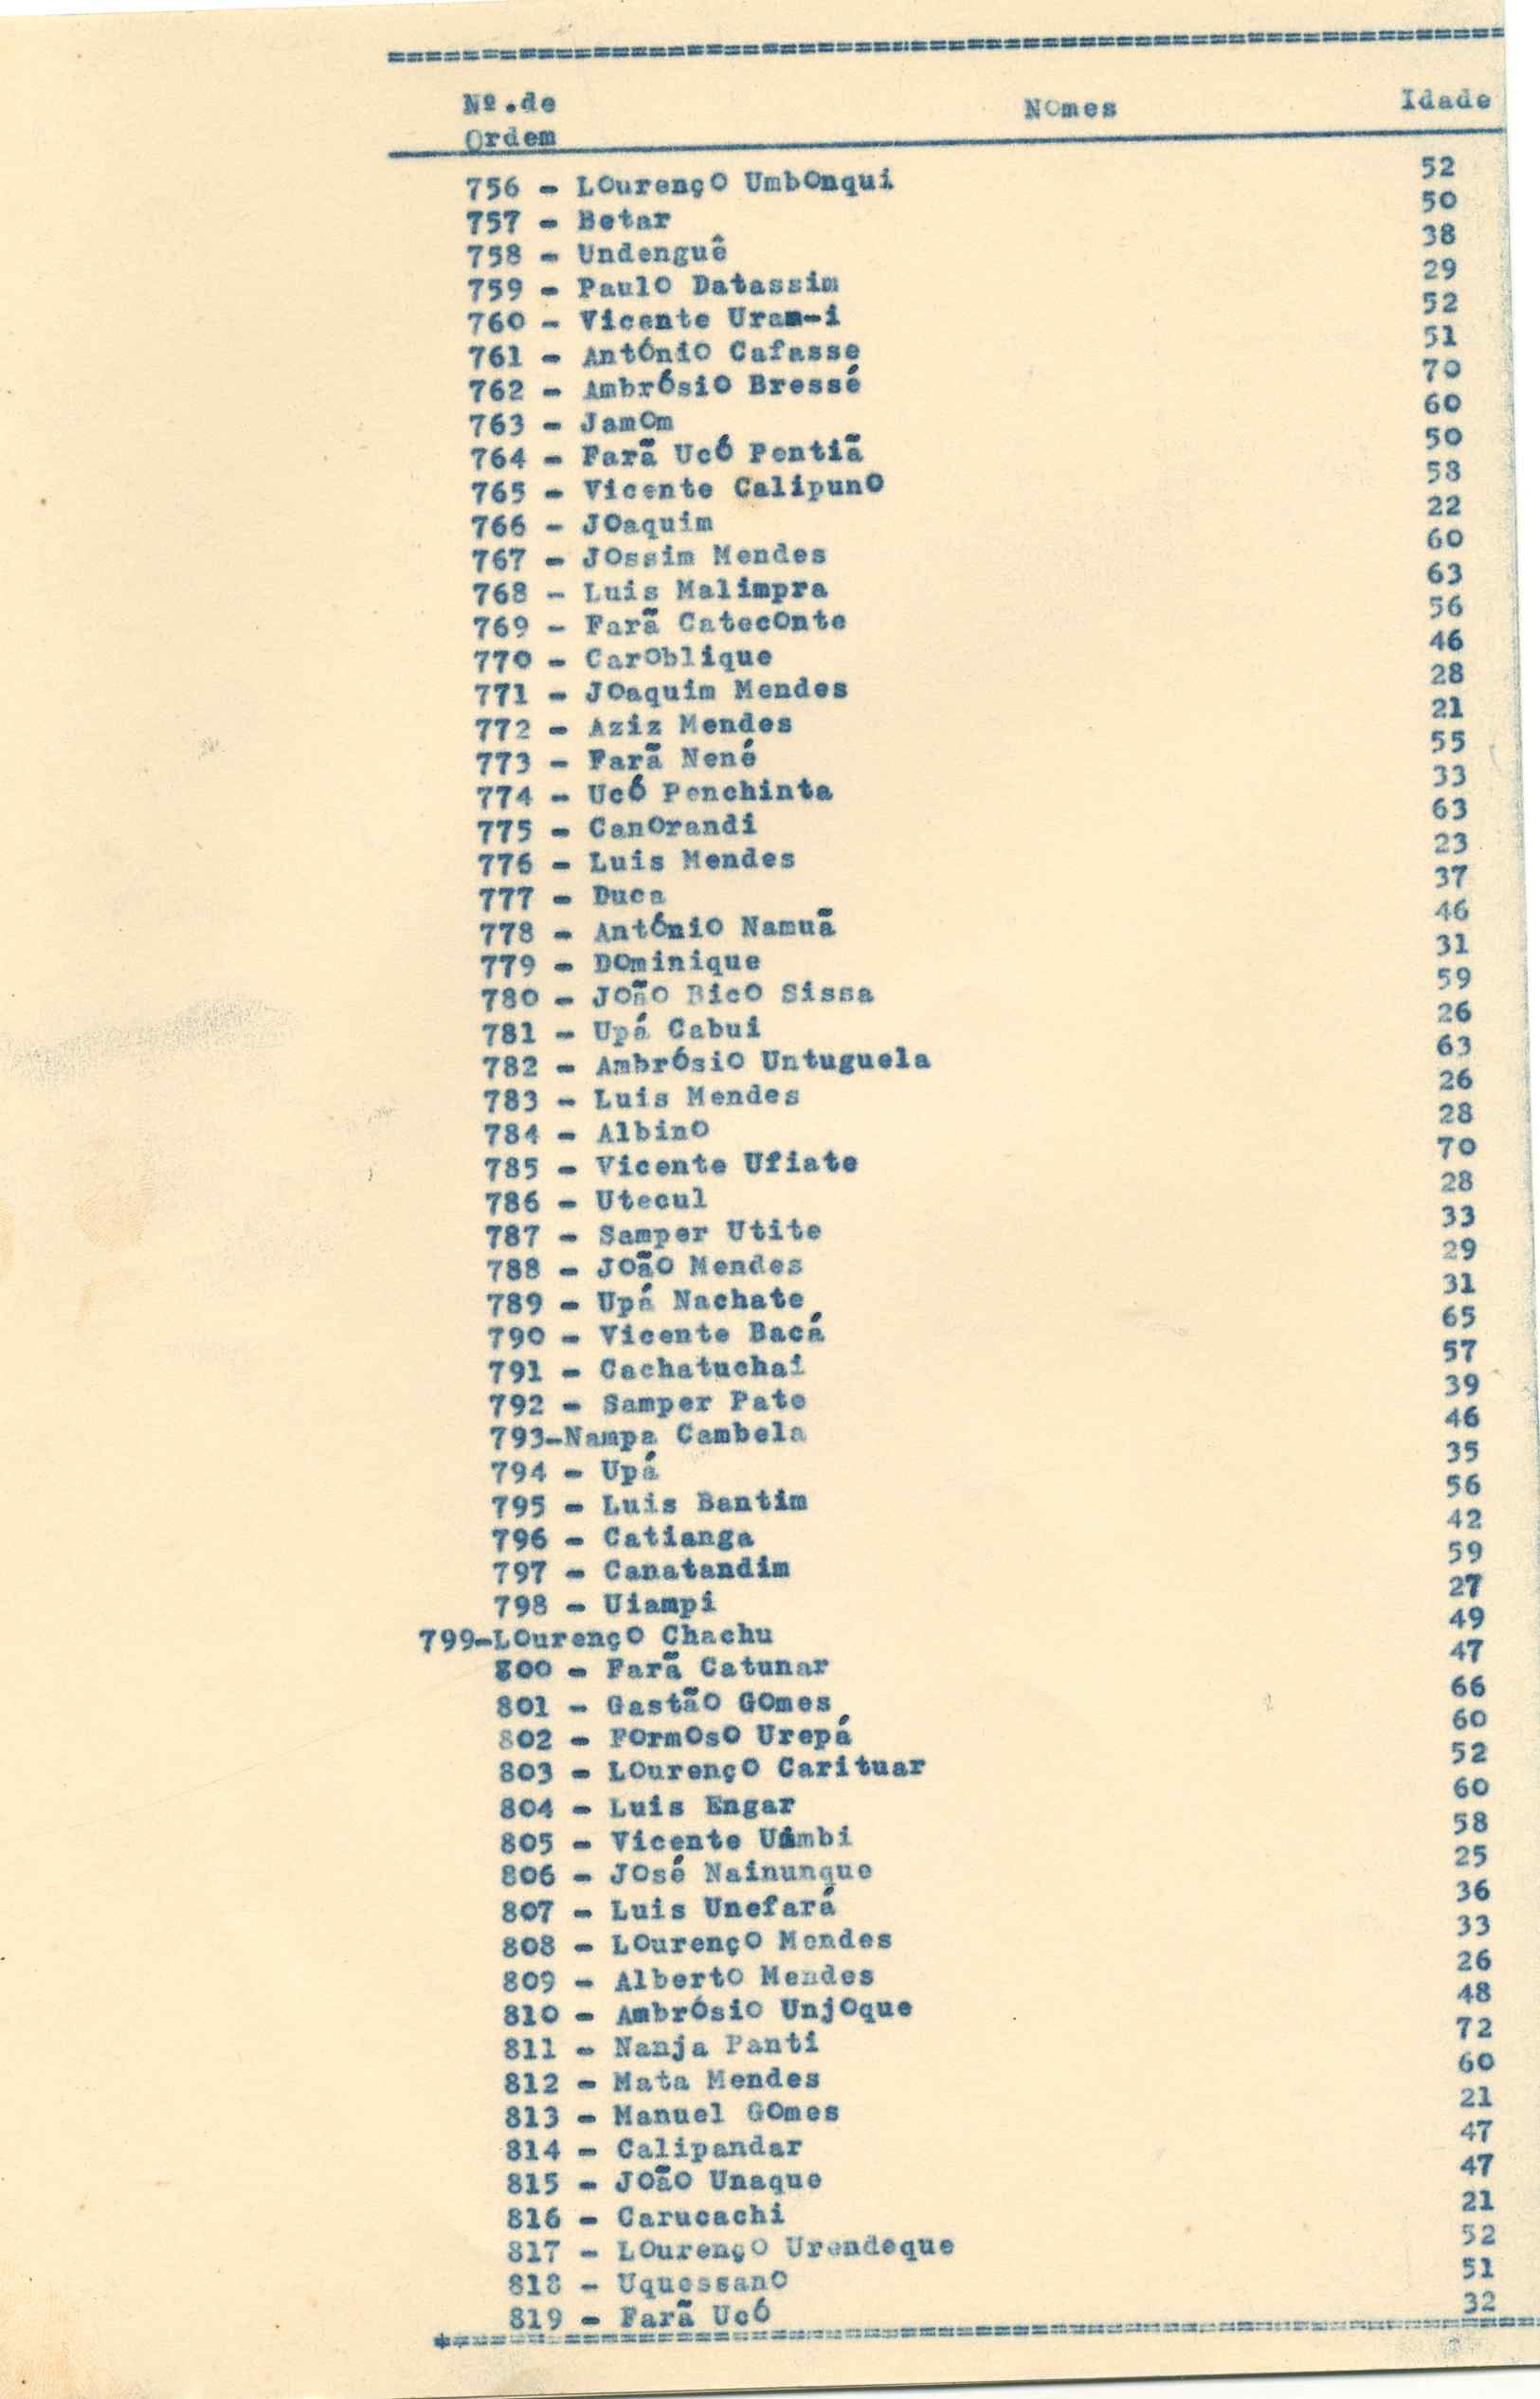 Nº.de Nomes Idade
Ordem
756 - Lourenço Umbonqui 52
757 - Betar 50
758 - Undenguê 38
759 - Paulo Datassim 29
760 - Vicente Uram-i 52
761 - António Cafasse 51
762 - Ambrósio Bressé 70
763 - Jamom 60
764 - Farã Ucó Pentiã 50
765 - Vicente Calipuno 58
766 - Joaquim 22
767 - Jossim Mendes 60
768 - Luis Malimpra 63
769 - Farã Cateconte 56
770 - Caroblique 46
771 - Joaquim Mendes 28
772 - Aziz Mendes 21
773 - Farã Nené 55
774 - Ucó Penchinta 33
775 - Canorandi 63
776 - Luis Mendes 23
777 - Duca 37
778 - António Namuã 46
779 - Dominique 31
780 - João Bico Sissa 59
781 - Upá Cabui 26
782 - Ambrósio Untuguela 63
783 - Luis Mendes 26
784 - Albino 28
785 - Vicente Ufiate 70
786 - Utecul 28
787 - Samper Utite 33
788 - João Mendes 29
789 - Upá Nachate 31
790 - Vicente Bacá 65
791 - Cachatuchai 57
792 - Samper Pate 39
793-Nampa Cambela 46
794 - Upá 35
795 - Luis Bantim 56
796 - Catianga 42
797 - Canatandim 59
798 - Uiampi 27
799-Lourenço Chachu 49
800 - Farã Catunar 47
801 - Gastão Gomes 66
802 - Formoso Urepá 60
803 - Lourenço Carituar 52
804 - Luis Engar 60
805 - Vicente Uimbi 58
806 - José Nainunque 25
807 - Luis Unefará 36
808 - Lourenço Mendes 33
809 - Alberto Mendes 26
810 - Ambrósio Unjoque 48
811 - Nanja Panti 72
812 - Mata Mendes 60
813 - Manuel Gomes 21
814 - Calipandar 47
815 - João Unaque 47
816 - Carucachi 21
817 - Lourenço Urendeque 52
818 - Uquessano 51
819 - Farã Ucó 32